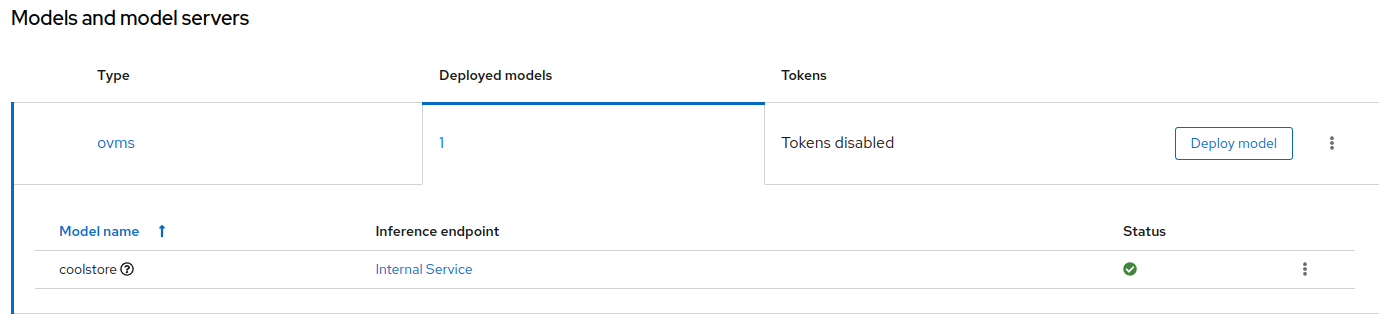 Models and model servers
Type Deployed models Tokens
ovms 1 Tokens disabled Deploy model
Model name Inference endpoint Status
coolstore Internal Service